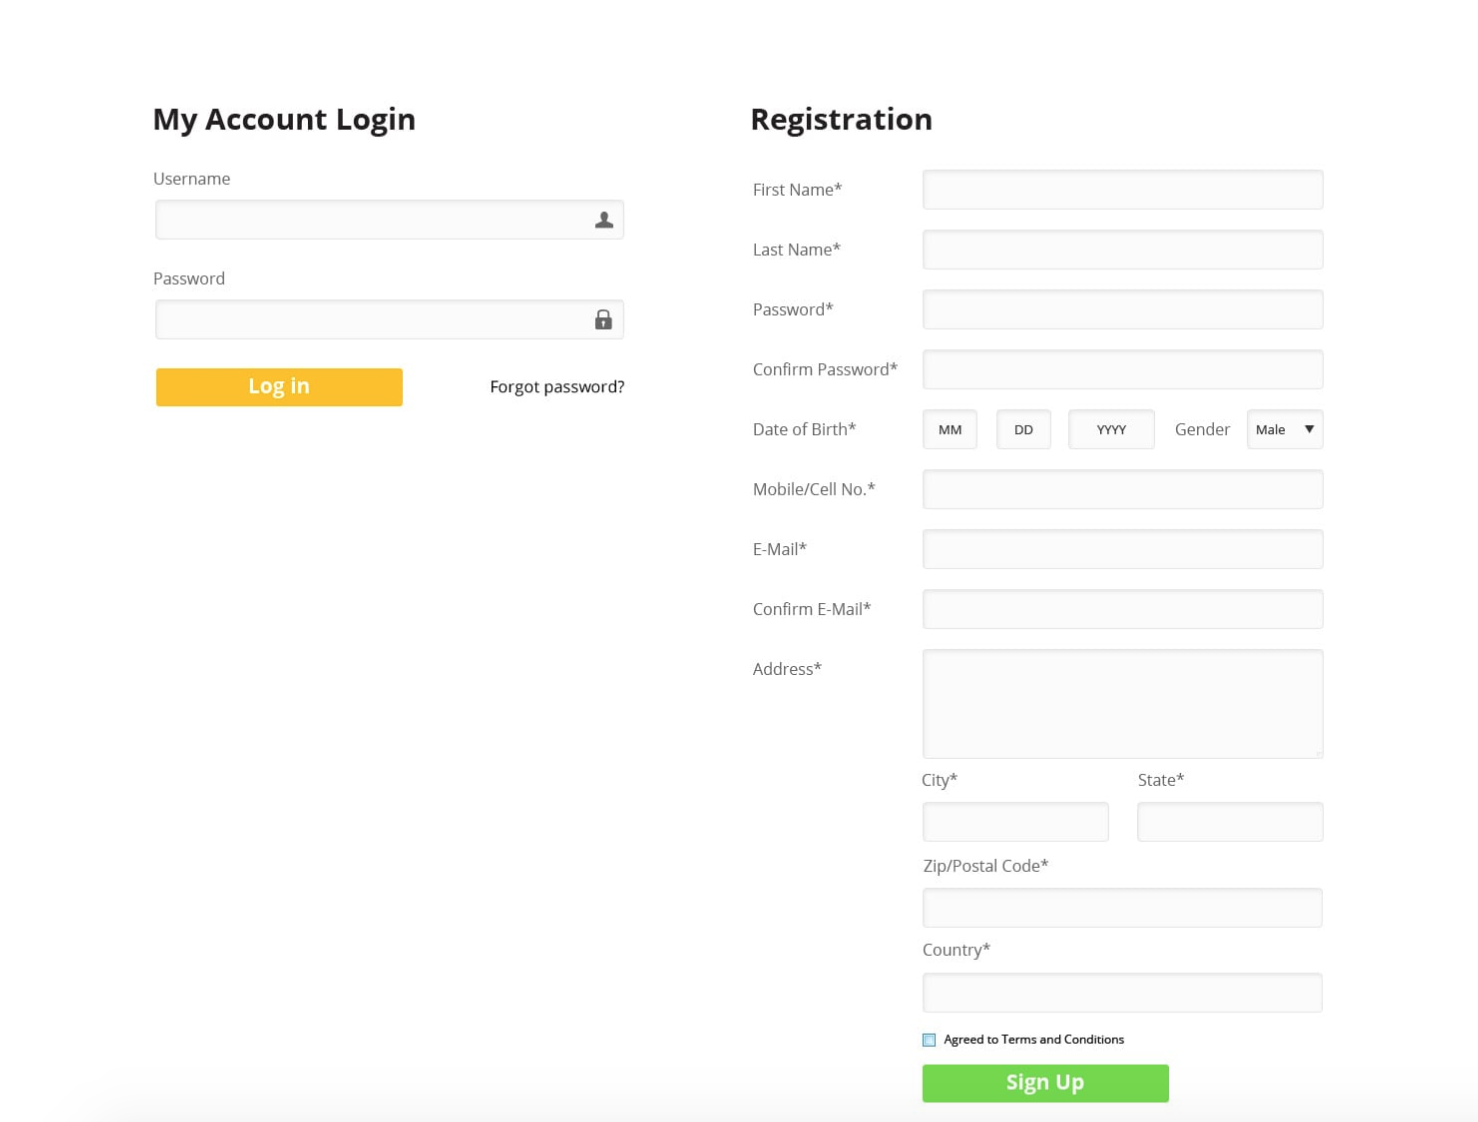 My Account Login
Username
Password
Log in
Forgot password?
Registration
First Name*
Last Name*
Password*
Confirm Password*
Date of Birth* MM DD YYYY Gender Male
Mobile/Cell No.*
E-Mail*
Confirm E-Mail*
Address*
City* State*
Zip/Postal Code*
Country*
Agreed to Terms and Conditions
Sign Up